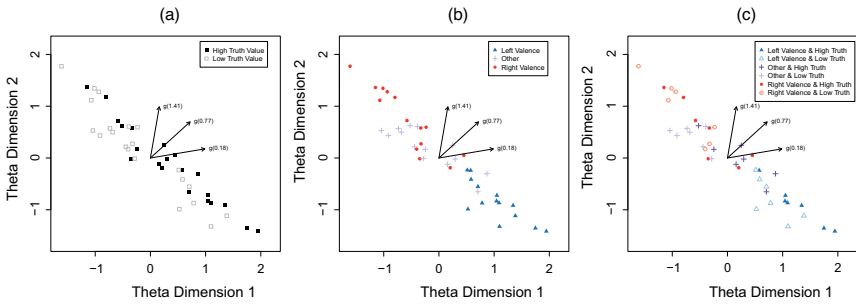 (a)
Theta Dimension 2
2
1
0
−1
■ High Truth Value
□ Low Truth Value
g(1.41)
g(0.77)
g(0.18)
−1
0
1
2
Theta Dimension 1
(b)
Theta Dimension 2
2
1
0
−1
Left Valence
Other
Right Valence
g(1.41)
g(0.77)
g(0.18)
−1
0
1
2
Theta Dimension 1
(c)
Theta Dimension 2
2
1
0
−1
Left Valence & High Truth
Left Valence & Low Truth
Other & High Truth
Other & Low Truth
Right Valence & High Truth
Right Valence & Low Truth
g(1.41)
g(0.77)
g(0.18)
−1
0
1
2
Theta Dimension 1